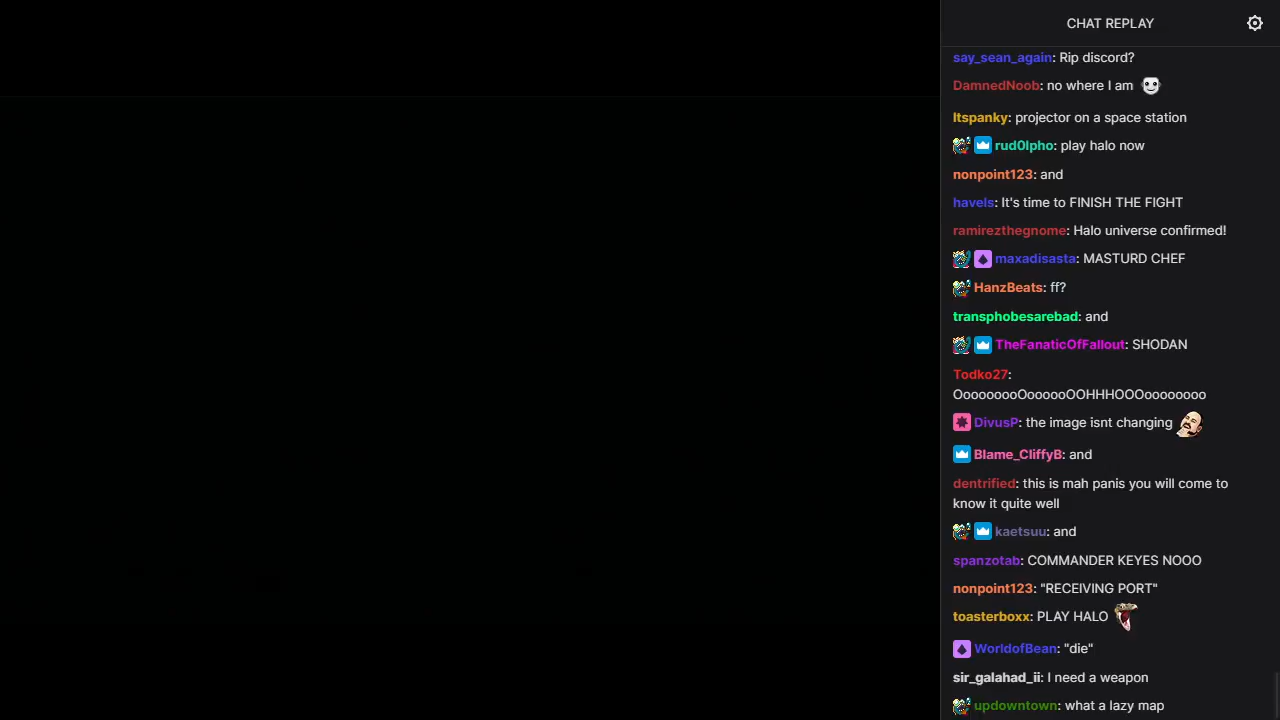 CHAT REPLAY
say_sean_again: Rip discord?
DamnedNoob: no where I am
Itspanky: projector on a space station
rud0lpho: play halo now
nonpoint123: and
havels: It's time to FINISH THE FIGHT
ramirezthegnome: Halo universe confirmed!
maxadisasta: MASTURD CHEF
HanzBeats: ff?
transphobesarebad: and
TheFanaticOfFallout: SHODAN
Todko27:
OoooooooOoooooOOHHHOOOoooooooo
DivusP: the image isnt changing
Blame_CliffyB: and
dentrified: this is mah panis you will come to
know it quite well
kaetsuu: and
spanzotab: COMMANDER KEYES NOOO
nonpoint123: "RECEIVING PORT"
toasterboxx: PLAY HALO
WorldofBean: "die"
sir_galahad_ii: I need a weapon
updowntown: what a lazy map